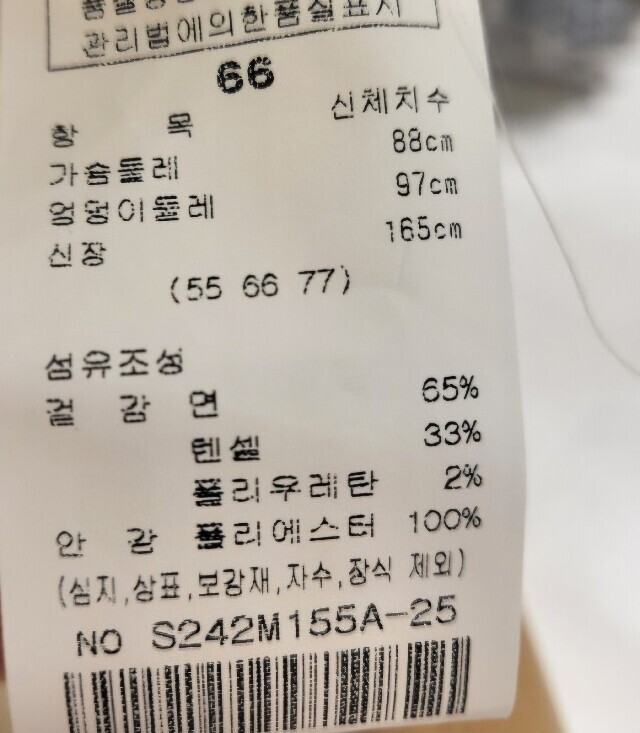 관리법에의한품질표시
66
항 목 신체치수
가슴둘레 88cm
엉덩이둘레 97cm
신장 165cm
(55 66 77)
섬유조성
겉 감 면 65%
텐셀 33%
폴리우레탄 2%
안 감 폴리에스터 100%
(심지,상표,보강재,자수,장식 제외)
NO S242M155A-25